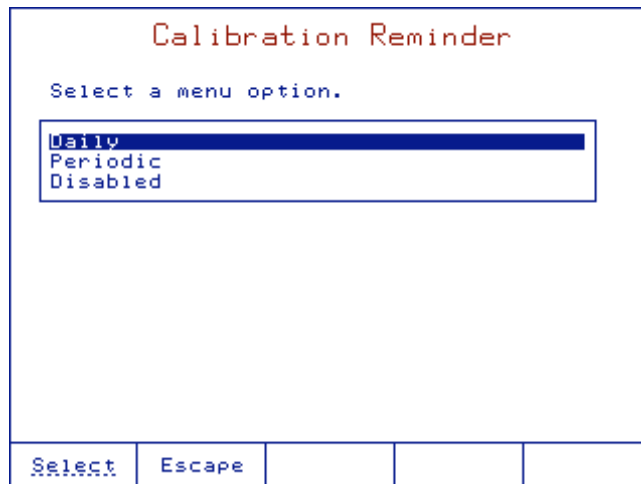 Calibration Reminder
Select a menu option.
Daily
Periodic
Disabled
Select Escape